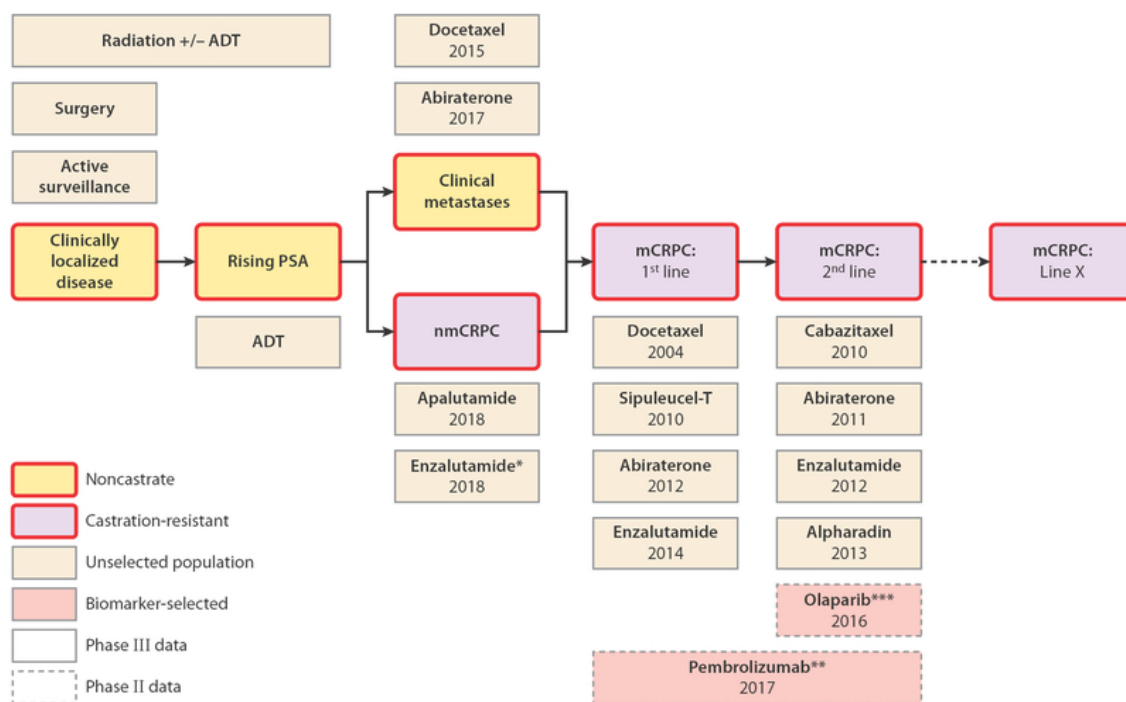 Radiation +/– ADT
Surgery
Active
surveillance
Clinically
localized
disease
Rising PSA
ADT
Docetaxel
2015
Abiraterone
2017
Clinical
metastases
nmCRPC
Apalutamide
2018
Enzalutamide*
2018
mCRPC:
1st line
Docetaxel
2004
Sipuleucel-T
2010
Abiraterone
2012
Enzalutamide
2014
mCRPC:
2nd line
Cabazitaxel
2010
Abiraterone
2011
Enzalutamide
2012
Alpharadin
2013
Olaparib***
2016
Pembrolizumab**
2017
mCRPC:
Line X
Noncastrate
Castration-resistant
Unselected population
Biomarker-selected
Phase III data
Phase II data